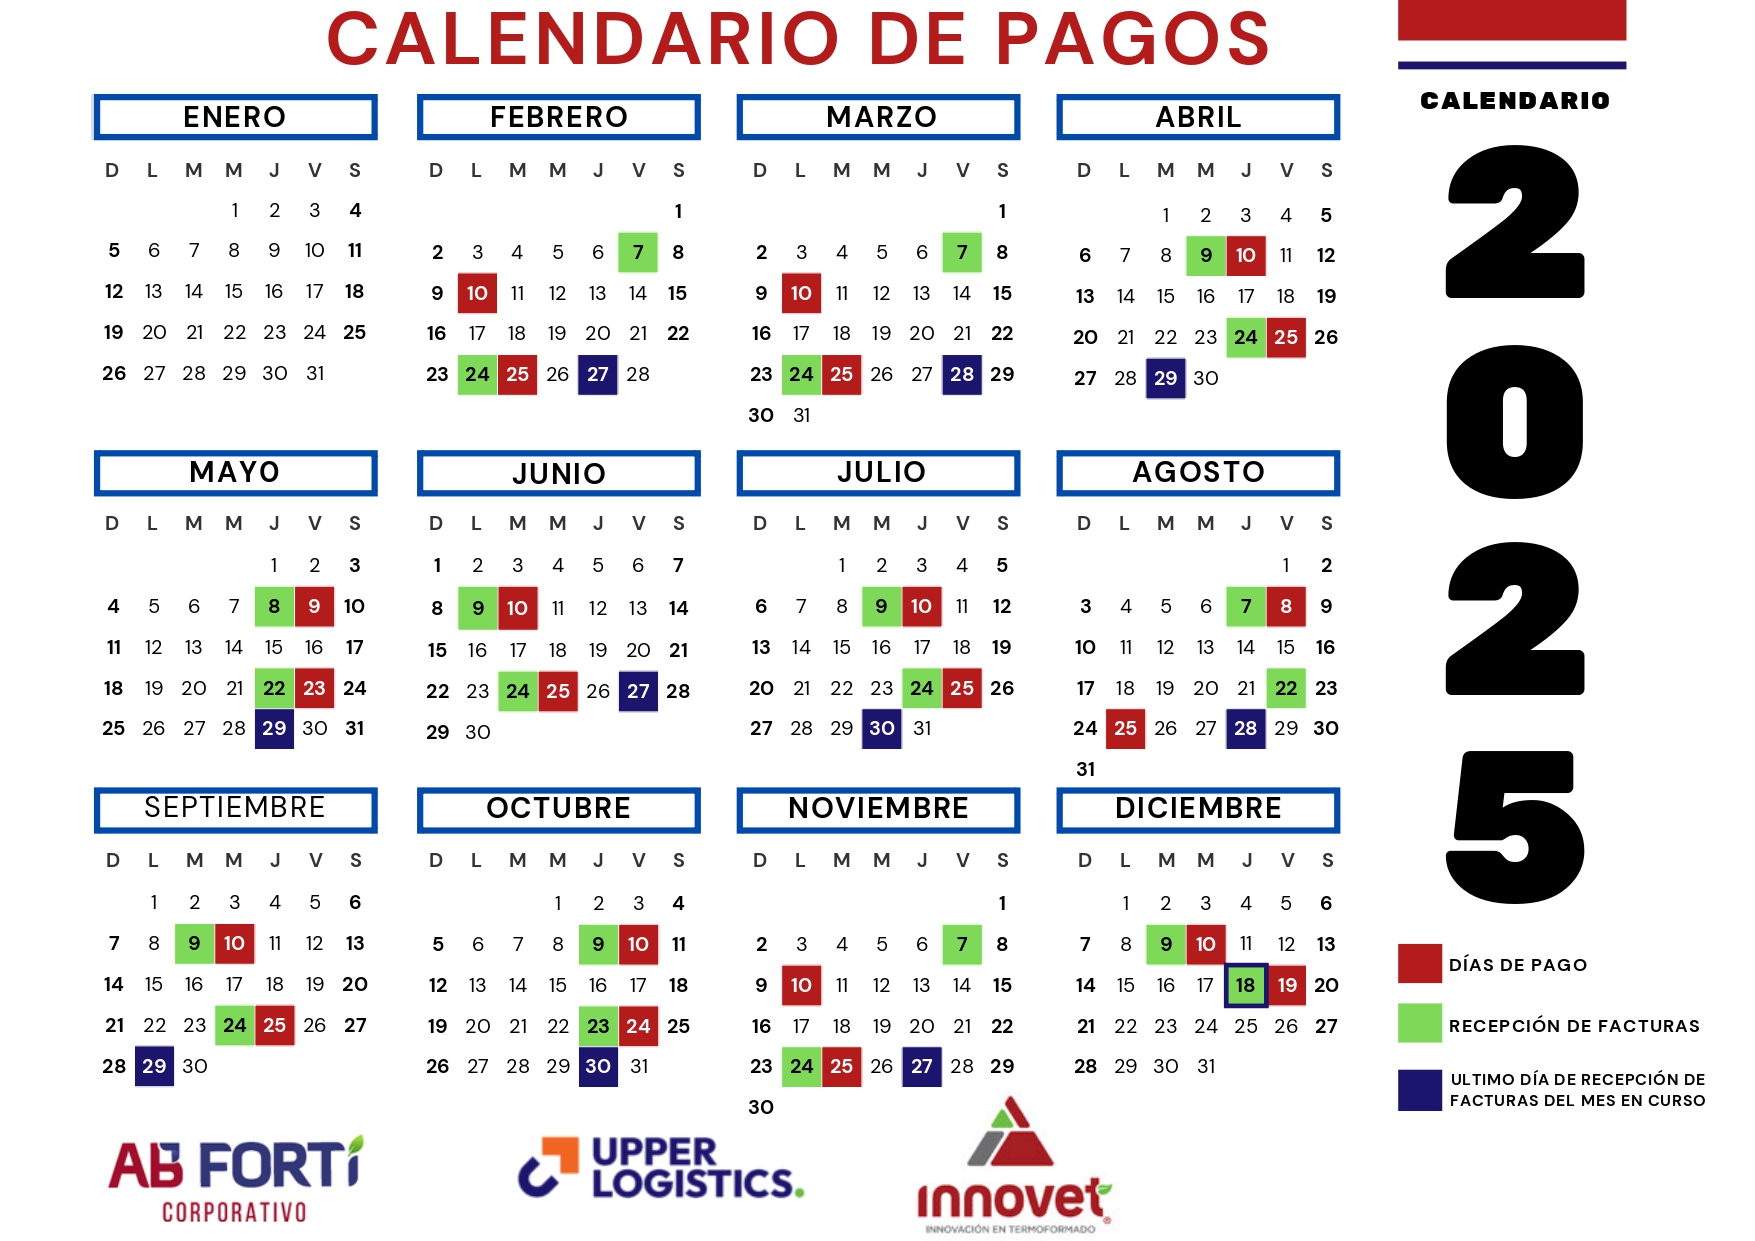 CALENDARIO DE PAGOS
CALENDARIO
2
0
2
5
ENERO
D L M M J V S
1 2 3 4
5 6 7 8 9 10 11
12 13 14 15 16 17 18
19 20 21 22 23 24 25
26 27 28 29 30 31
FEBRERO
D L M M J V S
1
2 3 4 5 6 7 8
9 10 11 12 13 14 15
16 17 18 19 20 21 22
23 24 25 26 27 28
MARZO
D L M M J V S
1
2 3 4 5 6 7 8
9 10 11 12 13 14 15
16 17 18 19 20 21 22
23 24 25 26 27 28 29
30 31
ABRIL
D L M M J V S
1 2 3 4 5
6 7 8 9 10 11 12
13 14 15 16 17 18 19
20 21 22 23 24 25 26
27 28 29 30
MAYO
D L M M J V S
1 2 3
4 5 6 7 8 9 10
11 12 13 14 15 16 17
18 19 20 21 22 23 24
25 26 27 28 29 30 31
JUNIO
D L M M J V S
1 2 3 4 5 6 7
8 9 10 11 12 13 14
15 16 17 18 19 20 21
22 23 24 25 26 27 28
29 30
JULIO
D L M M J V S
1 2 3 4 5
6 7 8 9 10 11 12
13 14 15 16 17 18 19
20 21 22 23 24 25 26
27 28 29 30 31
AGOSTO
D L M M J V S
1 2
3 4 5 6 7 8 9
10 11 12 13 14 15 16
17 18 19 20 21 22 23
24 25 26 27 28 29 30
31
SEPTIEMBRE
D L M M J V S
1 2 3 4 5 6
7 8 9 10 11 12 13
14 15 16 17 18 19 20
21 22 23 24 25 26 27
28 29 30
OCTUBRE
D L M M J V S
1 2 3 4
5 6 7 8 9 10 11
12 13 14 15 16 17 18
19 20 21 22 23 24 25
26 27 28 29 30 31
NOVIEMBRE
D L M M J V S
1
2 3 4 5 6 7 8
9 10 11 12 13 14 15
16 17 18 19 20 21 22
23 24 25 26 27 28 29
30
DICIEMBRE
D L M M J V S
1 2 3 4 5 6
7 8 9 10 11 12 13
14 15 16 17 18 19 20
21 22 23 24 25 26 27
28 29 30 31
DÍAS DE PAGO
RECEPCIÓN DE FACTURAS
ULTIMO DÍA DE RECEPCIÓN DE
FACTURAS DEL MES EN CURSO
AB FORTÍ
CORPORATIVO
UPPER
LOGISTICS.
innovet®
INNOVACIÓN EN TERMOFORMADO